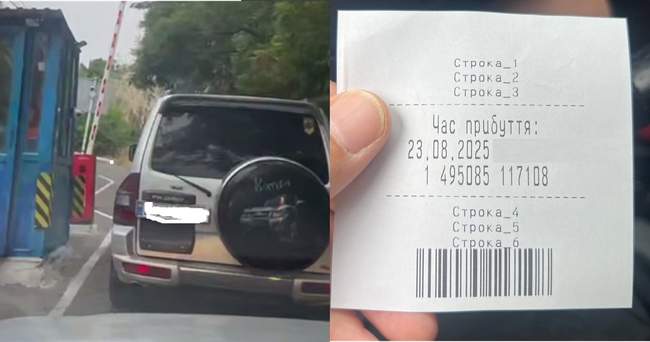 Строка_1
Строка_2
Строка_3
Час прибуття:
23,08,2025
1 495085 117108
Строка_4
Строка_5
Строка_6